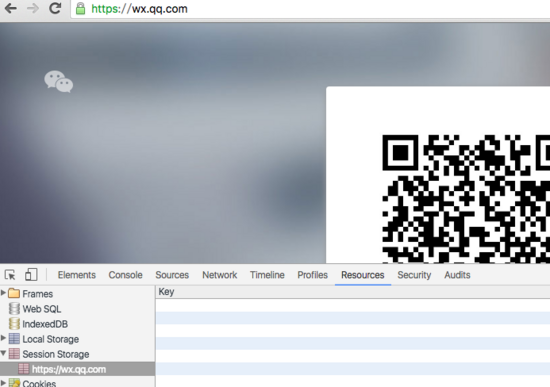 https://wx.qq.com
Elements Console Sources Network Timeline Profiles Resources Security Audits
Frames
Web SQL
IndexedDB
Local Storage
Session Storage
https://wx.qq.com
Cookies
Key